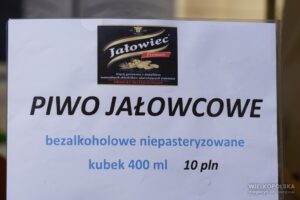 Jałowiec
PIWO JAŁOWCOWE
bezalkoholowe niepasteryzowane
kubek 400 ml 10 pln
WIELKOPOLSKA